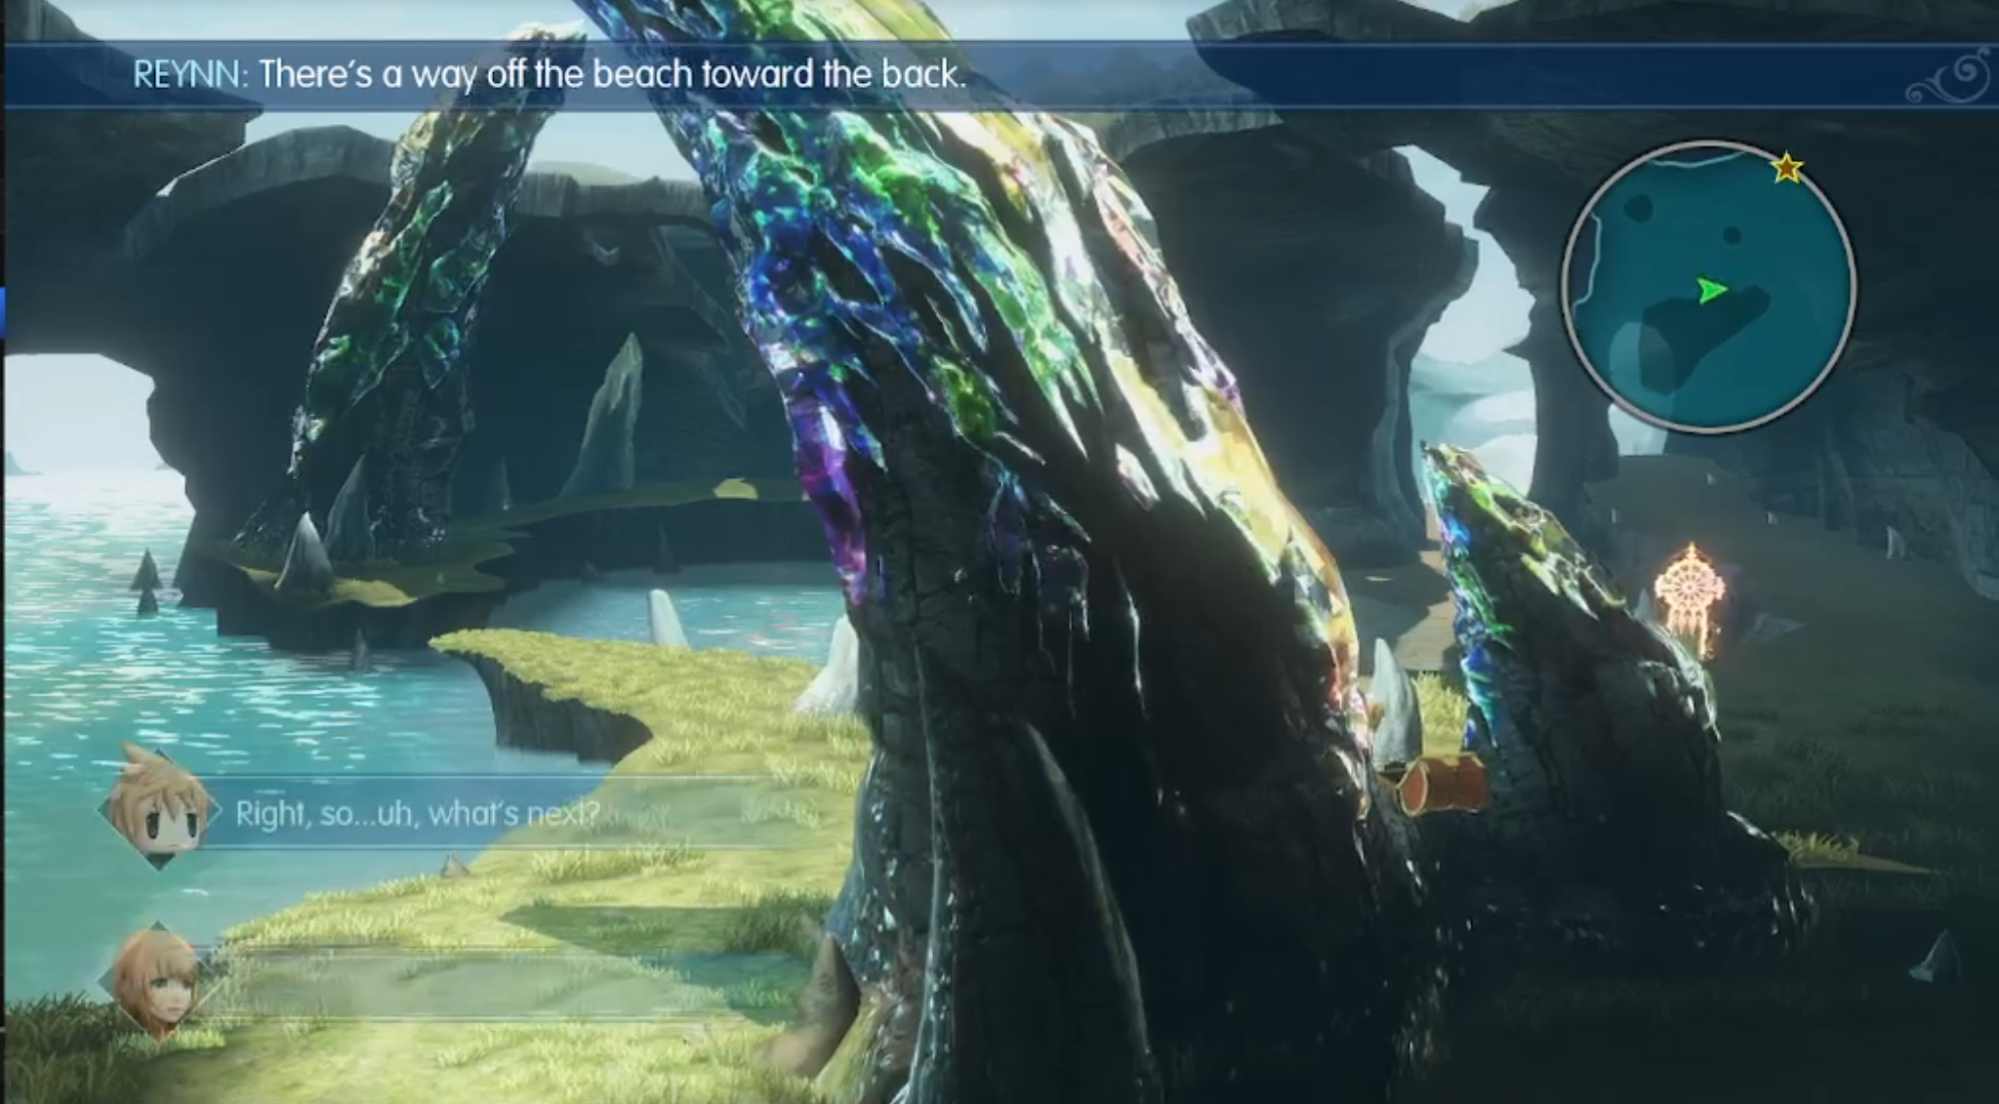 REYNN: There's a way off the beach toward the back.
Right, so...uh, what's next?